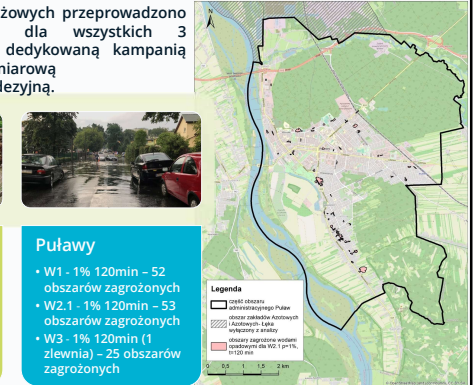 żowych przeprowadzono
dla wszystkich 3
dedykowaną kampanią
miarową
dezyjną.
Puławy
• W1 - 1% 120min – 52
obszarów zagrożonych
• W2.1 - 1% 120min – 53
obszarów zagrożonych
• W3 - 1% 120min (1
zlewnia) – 25 obszarów
zagrożonych
N
Legenda
część obszaru
administracyjnego Puław
obszar zakładów Azotowych
i Azotowych- Łęka
wyłączony z analizy
obszary zagrożone wodami
opadowymi dla W2.1 p=1%,
t=120 min
0 0,5 1 1,5 2 km